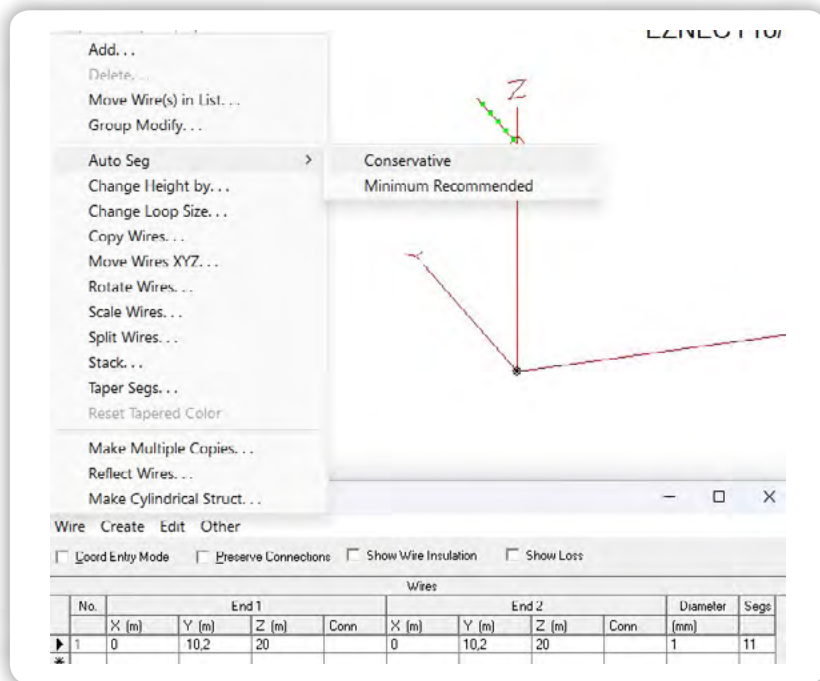 Add. . .
Delete. . .
Move Wire(s) in List. . .
Group Modify. . .
Auto Seg >
Conservative
Minimum Recommended
Change Height by. . .
Change Loop Size. . .
Copy Wires. . .
Move Wires XYZ. . .
Rotate Wires. . .
Scale Wires. . .
Split Wires. . .
Stack. . .
Taper Segs. . .
Reset Tapered Color
Make Multiple Copies. . .
Reflect Wires. . .
Make Cylindrical Struct. . .
Z
Y
Wire Create Edit Other
Coord Entry Mode Preserve Connections Show Wire Insulation Show Loss
Wires
No. End 1 End 2 Diameter Segs
X (m) Y (m) Z (m) Conn X (m) Y (m) Z (m) Conn (mm)
1 0 10,2 20 0 10,2 20 1 11